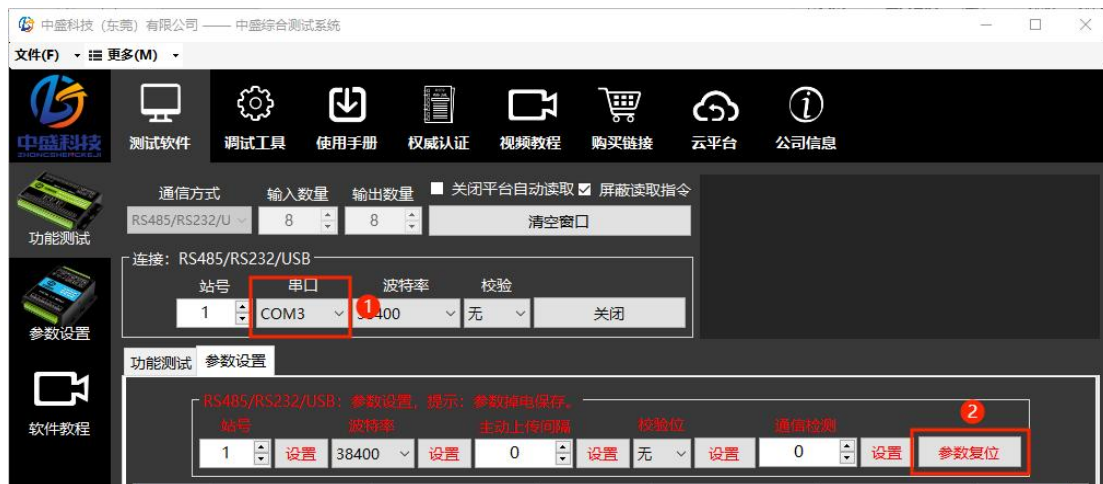 中盛科技（东莞）有限公司 —— 中盛综合测试系统
文件(F) 更多(M)
中盛科技
ZHONGSHENGKEJI
测试软件 调试工具 使用手册 权威认证 视频教程 购买链接 云平台 公司信息
功能测试
参数设置
软件教程
通信方式 输入数量 输出数量 关闭平台自动读取 屏蔽读取指令
RS485/RS232/U 8 8 清空窗口
连接：RS485/RS232/USB
站号 串口 波特率 校验
1 COM3 1 38400 无 关闭
功能测试 参数设置
RS485/RS232/USB：参数设置，提示：参数掉电保存。
站号 波特率 主动上传间隔 校验位 通信检测 2
1 设置 38400 设置 0 设置 无 设置 0 设置 参数复位